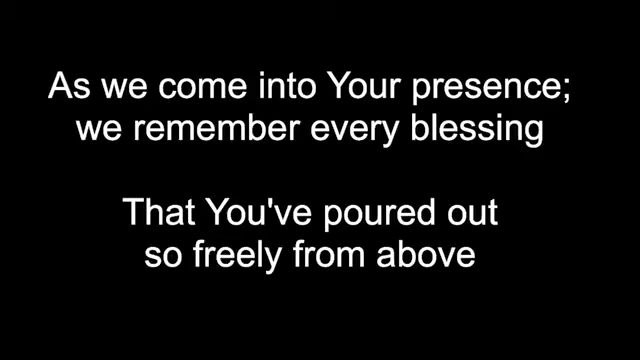 As we come into Your presence;
we remember every blessing
That You've poured out
so freely from above